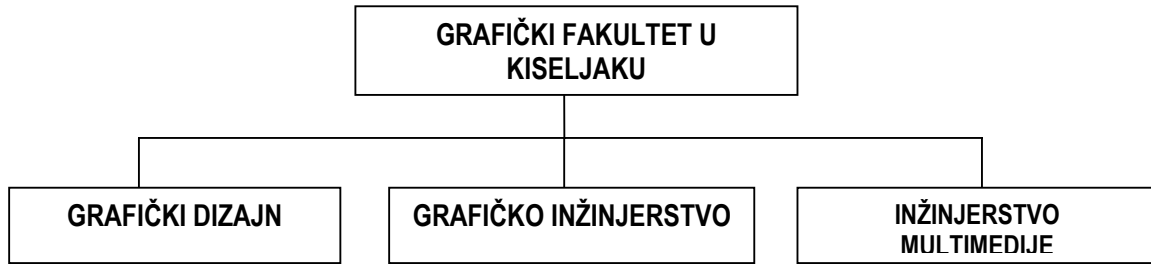 GRAFIČKI FAKULTET U
KISELJAKU
GRAFIČKI DIZAJN
GRAFIČKO INŽINJERSTVO
INŽINJERSTVO
MULTIMEDIJE